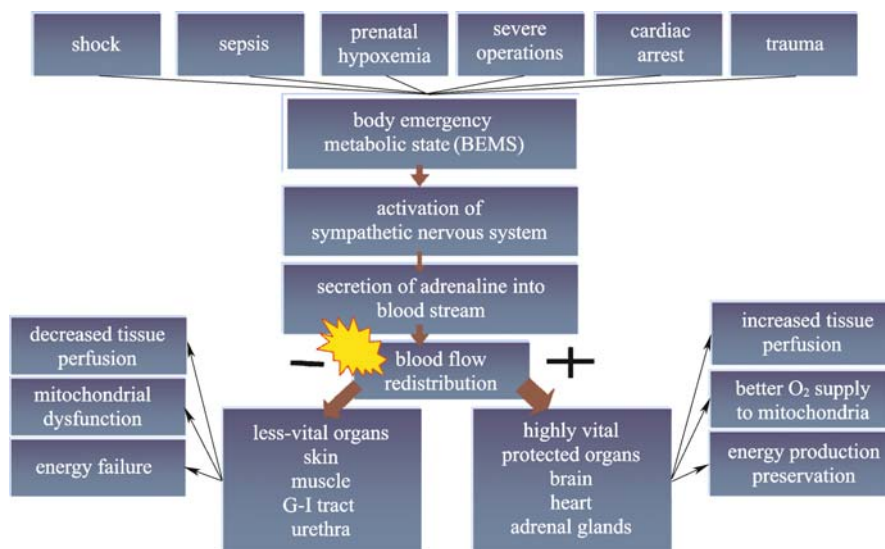 shock
sepsis
prenatal
hypoxemia
severe
operations
cardiac
arrest
trauma
body emergency
metabolic state (BEMS)
activation of
sympathetic nervous system
secretion of adrenaline into
blood stream
blood flow
redistribution
−
+
decreased tissue
perfusion
mitochondrial
dysfunction
energy failure
less-vital organs
skin
muscle
G-I tract
urethra
highly vital
protected organs
brain
heart
adrenal glands
increased tissue
perfusion
better O₂ supply
to mitochondria
energy production
preservation